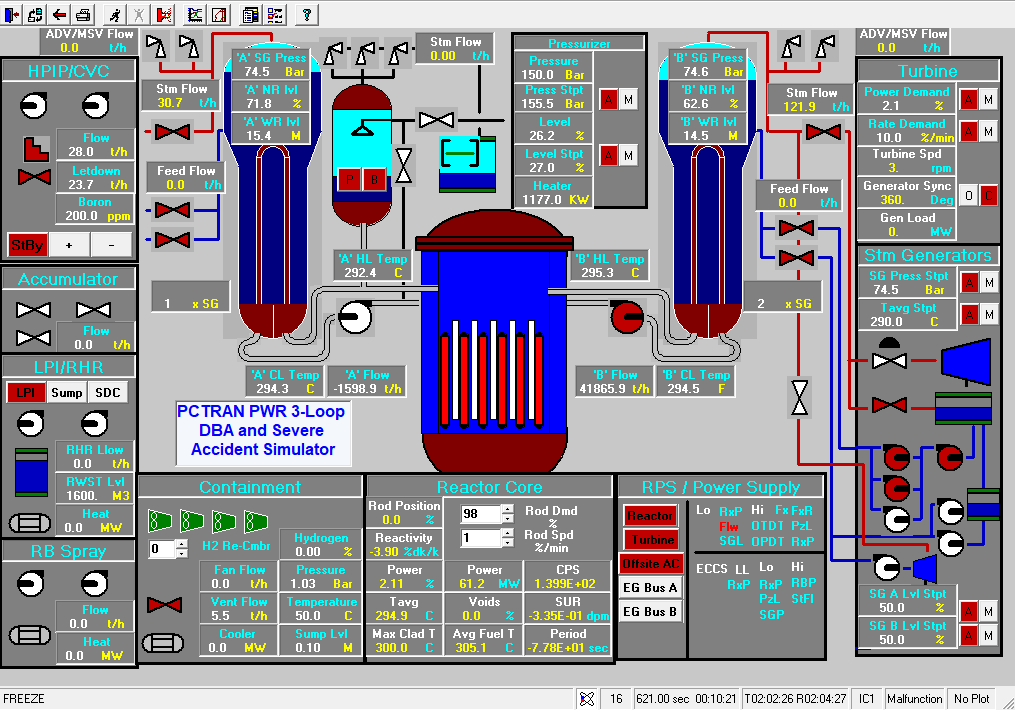 ADV/MSV Flow
0.0 t/h
HPIP/CVC
Flow
28.0 t/h
Letdown
23.7 t/h
Boron
200.0 ppm
StBy + -
Accumulator
Flow
0.0 t/h
LPI/RHR
LPI Sump SDC
RHR Llow
0.0 t/h
RWST Lvl
1600. M3
Heat
0.0 MW
RB Spray
Flow
0.0 t/h
Heat
0.0 MW
Stm Flow
30.7 t/h
Feed Flow
0.0 t/h
1 x SG
'A' SG Press
74.5 Bar
'A' NR lvl
71.8 %
'A' WR lvl
15.4 M
Stm Flow
0.00 t/h
P B
'A' HL Temp
292.4 C
'A' CL Temp
294.3 C
'A' Flow
-1598.9 t/h
Pressurizer
Pressure
150.0 Bar
Press Stpt
155.5 Bar
A M
Level
26.2 %
Level Stpt
27.0 %
A M
Heater
1177.0 KW
'B' SG Press
74.6 Bar
'B' NR lvl
62.6 %
'B' WR lvl
14.5 M
'B' HL Temp
295.3 C
'B' Flow
41865.9 t/h
'B' CL Temp
294.5 F
Stm Flow
121.9 t/h
Feed Flow
0.0 t/h
2 x SG
ADV/MSV Flow
0.0 t/h
Turbine
Power Demand
2.1 %
A M
Rate Demand
10.0 %/min
A M
Turbine Spd
3. rpm
Generator Sync
360. Deg
O C
Gen Load
0. MW
Stm Generators
SG Press Stpt
74.5 Bar
A M
Tavg Stpt
290.0 C
A M
SG A Lvl Stpt
50.0 %
A M
SG B Lvl Stpt
50.0 %
A M
PCTRAN PWR 3-Loop
DBA and Severe
Accident Simulator
Containment
0
H2 Re-Cmbr
Hydrogen
0.00 %
Fan Flow
0.0 t/h
Pressure
1.03 Bar
Vent Flow
5.5 t/h
Temperature
50.0 C
Cooler
0.0 MW
Sump Lvl
0.10 M
Reactor Core
Rod Position
0.0 %
98
Rod Dmd
%
Reactivity
-3.90 %dk/k
1
Rod Spd
%/min
Power
2.11 %
Power
61.2 MW
CPS
1.399E+02
Tavg
294.9 C
Voids
0.0 %
SUR
-3.35E-01 dpm
Max Clad T
300.0 C
Avg Fuel T
305.1 C
Period
-7.78E+01 sec
RPS / Power Supply
Reactor
Turbine
Offsite AC
EG Bus A
EG Bus B
Lo RxP Hi Fx FxR
Flw OTDT PzL
SGL OPDT RxP
ECCS LL Lo Hi
RxP RxP RBP
PzL StFl
SGP
FREEZE
16
621.00 sec 00:10:21
T02:02:26 R02:04:27
IC1
Malfunction
No Plot